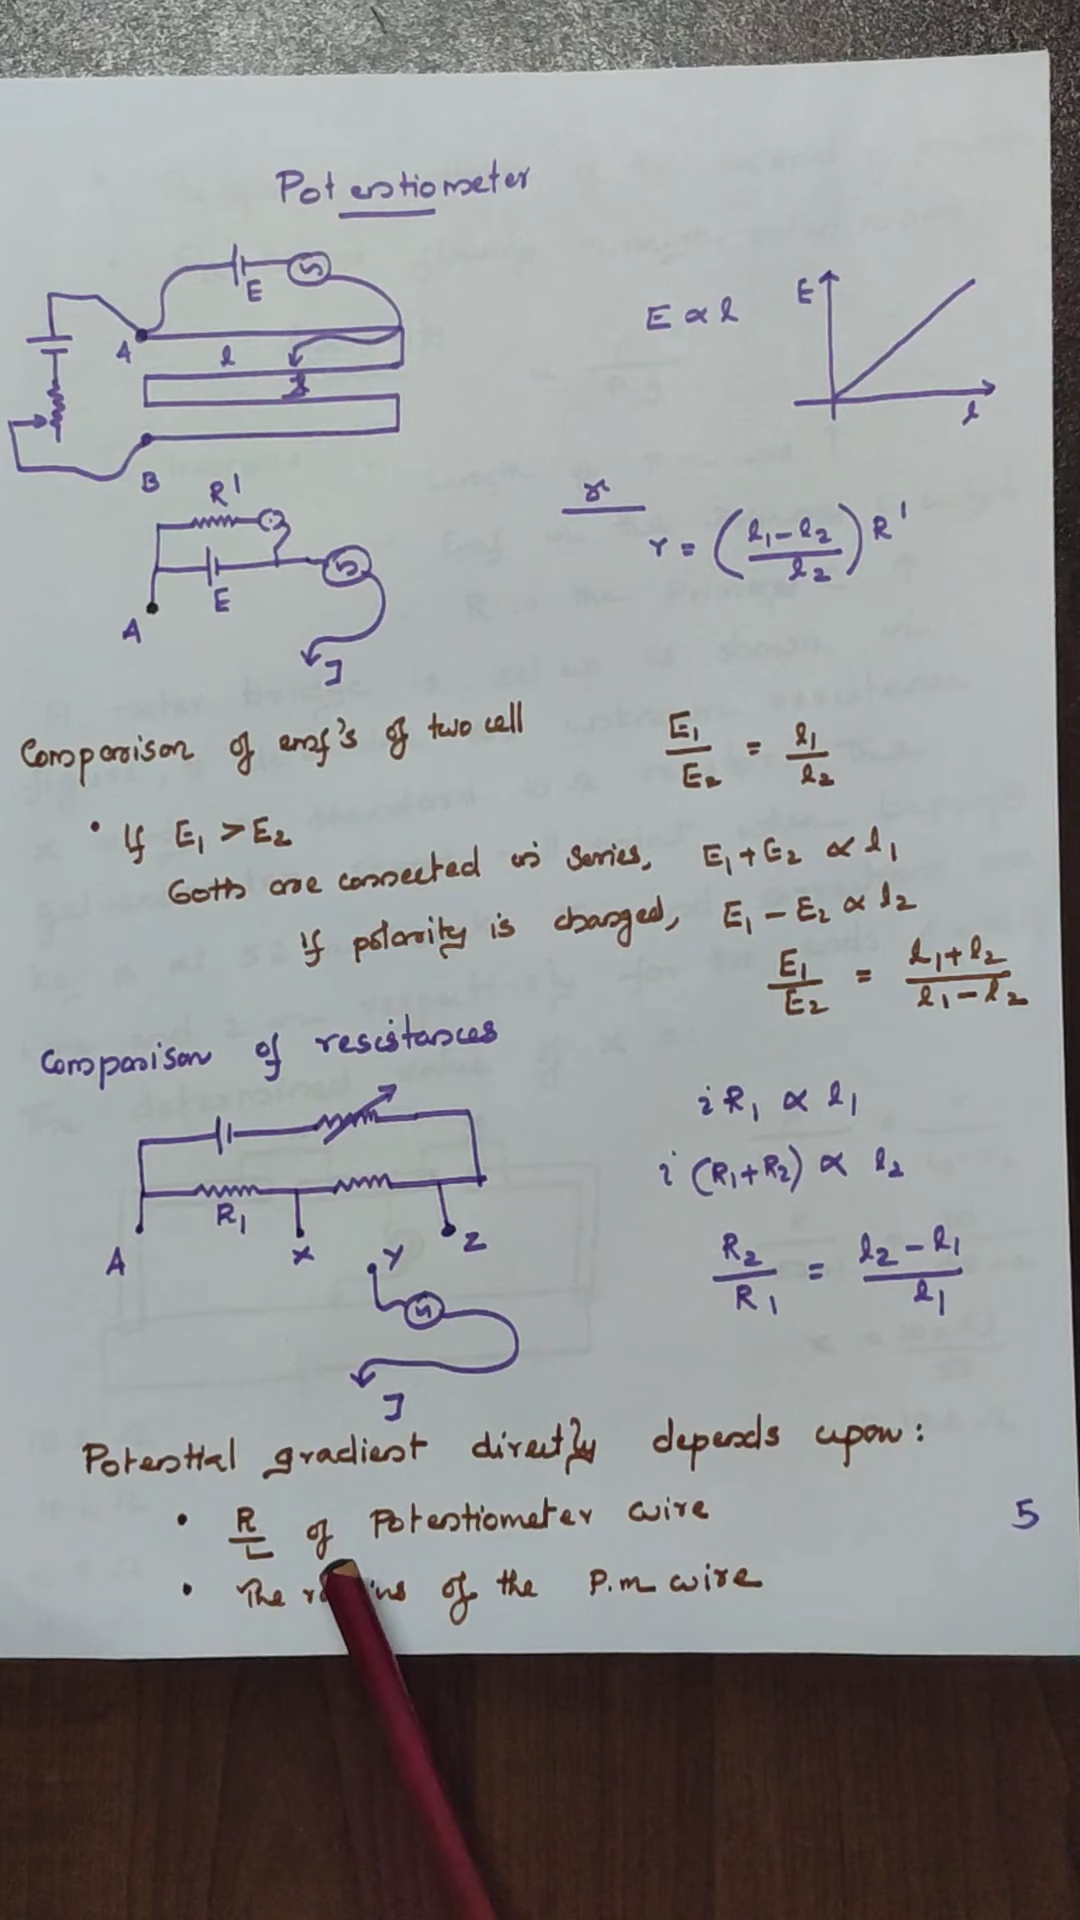 Potentiometer
E
A
l
B
E ∝ l
E
l
R'
E
A
J
r
r = (l1 - l2 / l2) R'
Comparison of emf's of two cell
E1/E2 = l1/l2
• If E1 > E2
Both are connected in series, E1 + E2 ∝ l1
If polarity is changed, E1 - E2 ∝ l2
E1/E2 = l1 + l2 / l1 - l2
Comparison of resistances
i R1 ∝ l1
i (R1 + R2) ∝ l2
R1
A
X
Y
Z
R2/R1 = l2 - l1 / l1
J
Potential gradient directly depends upon:
• R/L of Potentiometer wire
• The of the P.m wire
5